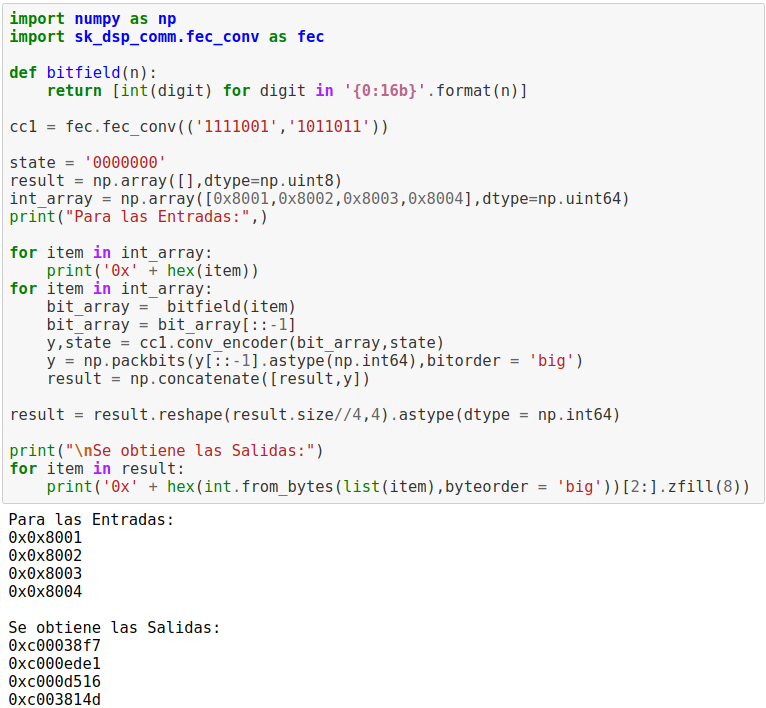 import numpy as np
import sk_dsp_comm.fec_conv as fec

def bitfield(n):
    return [int(digit) for digit in '{0:16b}'.format(n)]

cc1 = fec.fec_conv(('1111001','1011011'))

state = '0000000'
result = np.array([],dtype=np.uint8)
int_array = np.array([0x8001,0x8002,0x8003,0x8004],dtype=np.uint64)
print("Para las Entradas:",)

for item in int_array:
    print('0x' + hex(item))
for item in int_array:
    bit_array =  bitfield(item)
    bit_array = bit_array[::-1]
    y,state = cc1.conv_encoder(bit_array,state)
    y = np.packbits(y[::-1].astype(np.int64),bitorder = 'big')
    result = np.concatenate([result,y])

result = result.reshape(result.size//4,4).astype(dtype = np.int64)

print("\nSe obtiene las Salidas:")
for item in result:
    print('0x' + hex(int.from_bytes(list(item),byteorder = 'big'))[2:].zfill(8))
Para las Entradas:
0x0x8001
0x0x8002
0x0x8003
0x0x8004

Se obtiene las Salidas:
0xc00038f7
0xc000ede1
0xc000d516
0xc003814d